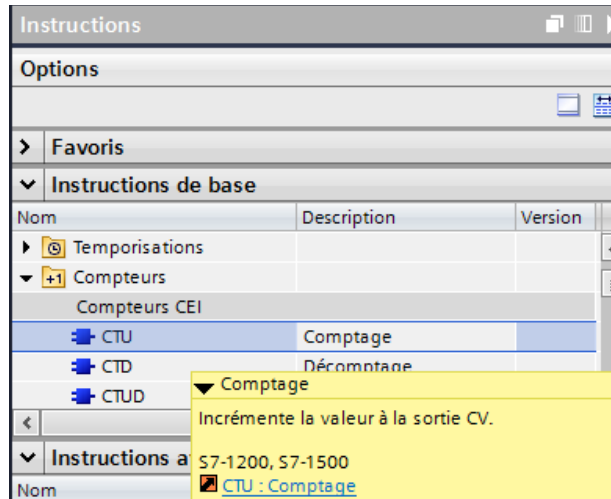 Instructions
Options
Favoris
Instructions de base
Nom Description Version
Temporisations
+1 Compteurs
Compteurs CEI
CTU Comptage
CTD Décomptage
CTUD
Comptage
Incrémente la valeur à la sortie CV.
S7-1200, S7-1500
CTU : Comptage
Instructions
Nom